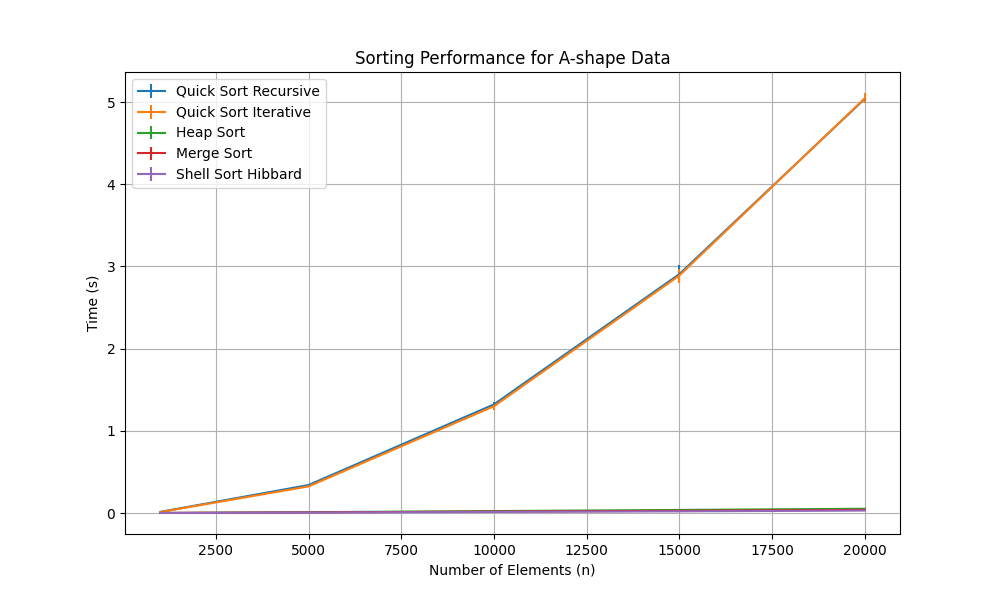 Sorting Performance for A-shape Data
Quick Sort Recursive
Quick Sort Iterative
Heap Sort
Merge Sort
Shell Sort Hibbard
5
4
3
2
1
0
Time (s)
2500 5000 7500 10000 12500 15000 17500 20000
Number of Elements (n)